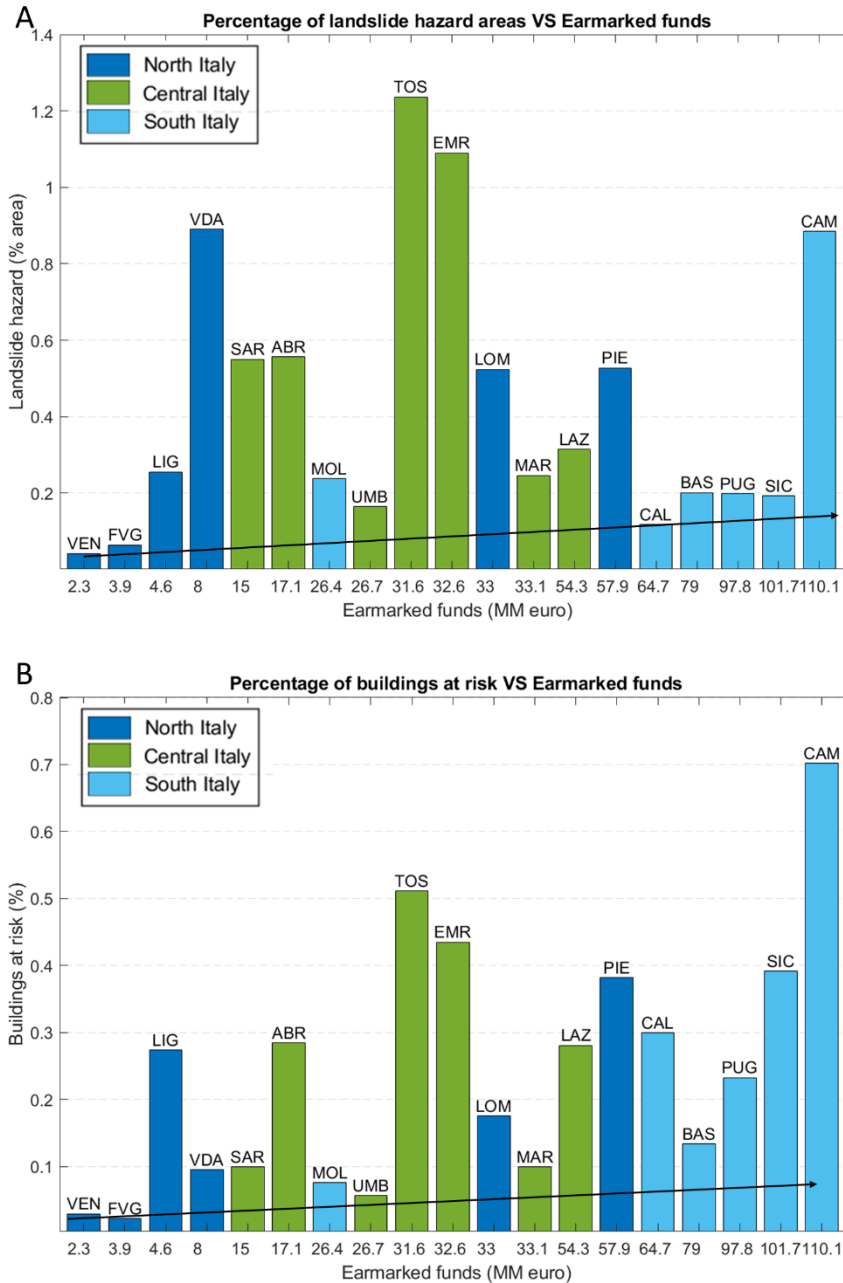 A
Percentage of landslide hazard areas VS Earmarked funds
1.4
1.2
1
0.8
0.6
0.4
0.2
Landslide hazard (% area)
North Italy
Central Italy
South Italy
VEN
FVG
LIG
VDA
SAR
ABR
MOL
UMB
TOS
EMR
LOM
MAR
LAZ
PIE
CAL
BAS
PUG
SIC
CAM
2.3 3.9 4.6 8 15 17.1 26.4 26.7 31.6 32.6 33 33.1 54.3 57.9 64.7 79 97.8 101.7 110.1
Earmarked funds (MM euro)
B
Percentage of buildings at risk VS Earmarked funds
0.8
0.7
0.6
0.5
0.4
0.3
0.2
0.1
Buildings at risk (%)
North Italy
Central Italy
South Italy
VEN
FVG
LIG
VDA
SAR
ABR
MOL
UMB
TOS
EMR
LOM
MAR
LAZ
PIE
CAL
BAS
PUG
SIC
CAM
2.3 3.9 4.6 8 15 17.1 26.4 26.7 31.6 32.6 33 33.1 54.3 57.9 64.7 79 97.8 101.7 110.1
Earmarked funds (MM euro)